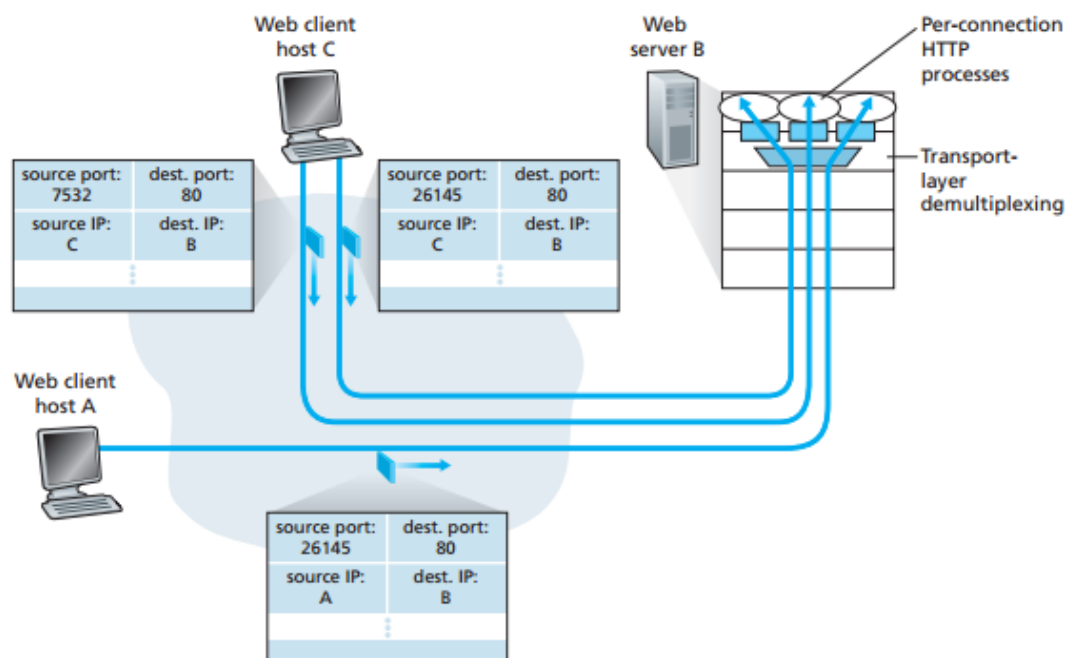 Web client
host C
Web
server B
Per-connection
HTTP
processes
Transport-
layer
demultiplexing
source port:
7532
dest. port:
80
source IP:
C
dest. IP:
B
source port:
26145
dest. port:
80
source IP:
C
dest. IP:
B
Web client
host A
source port:
26145
dest. port:
80
source IP:
A
dest. IP:
B